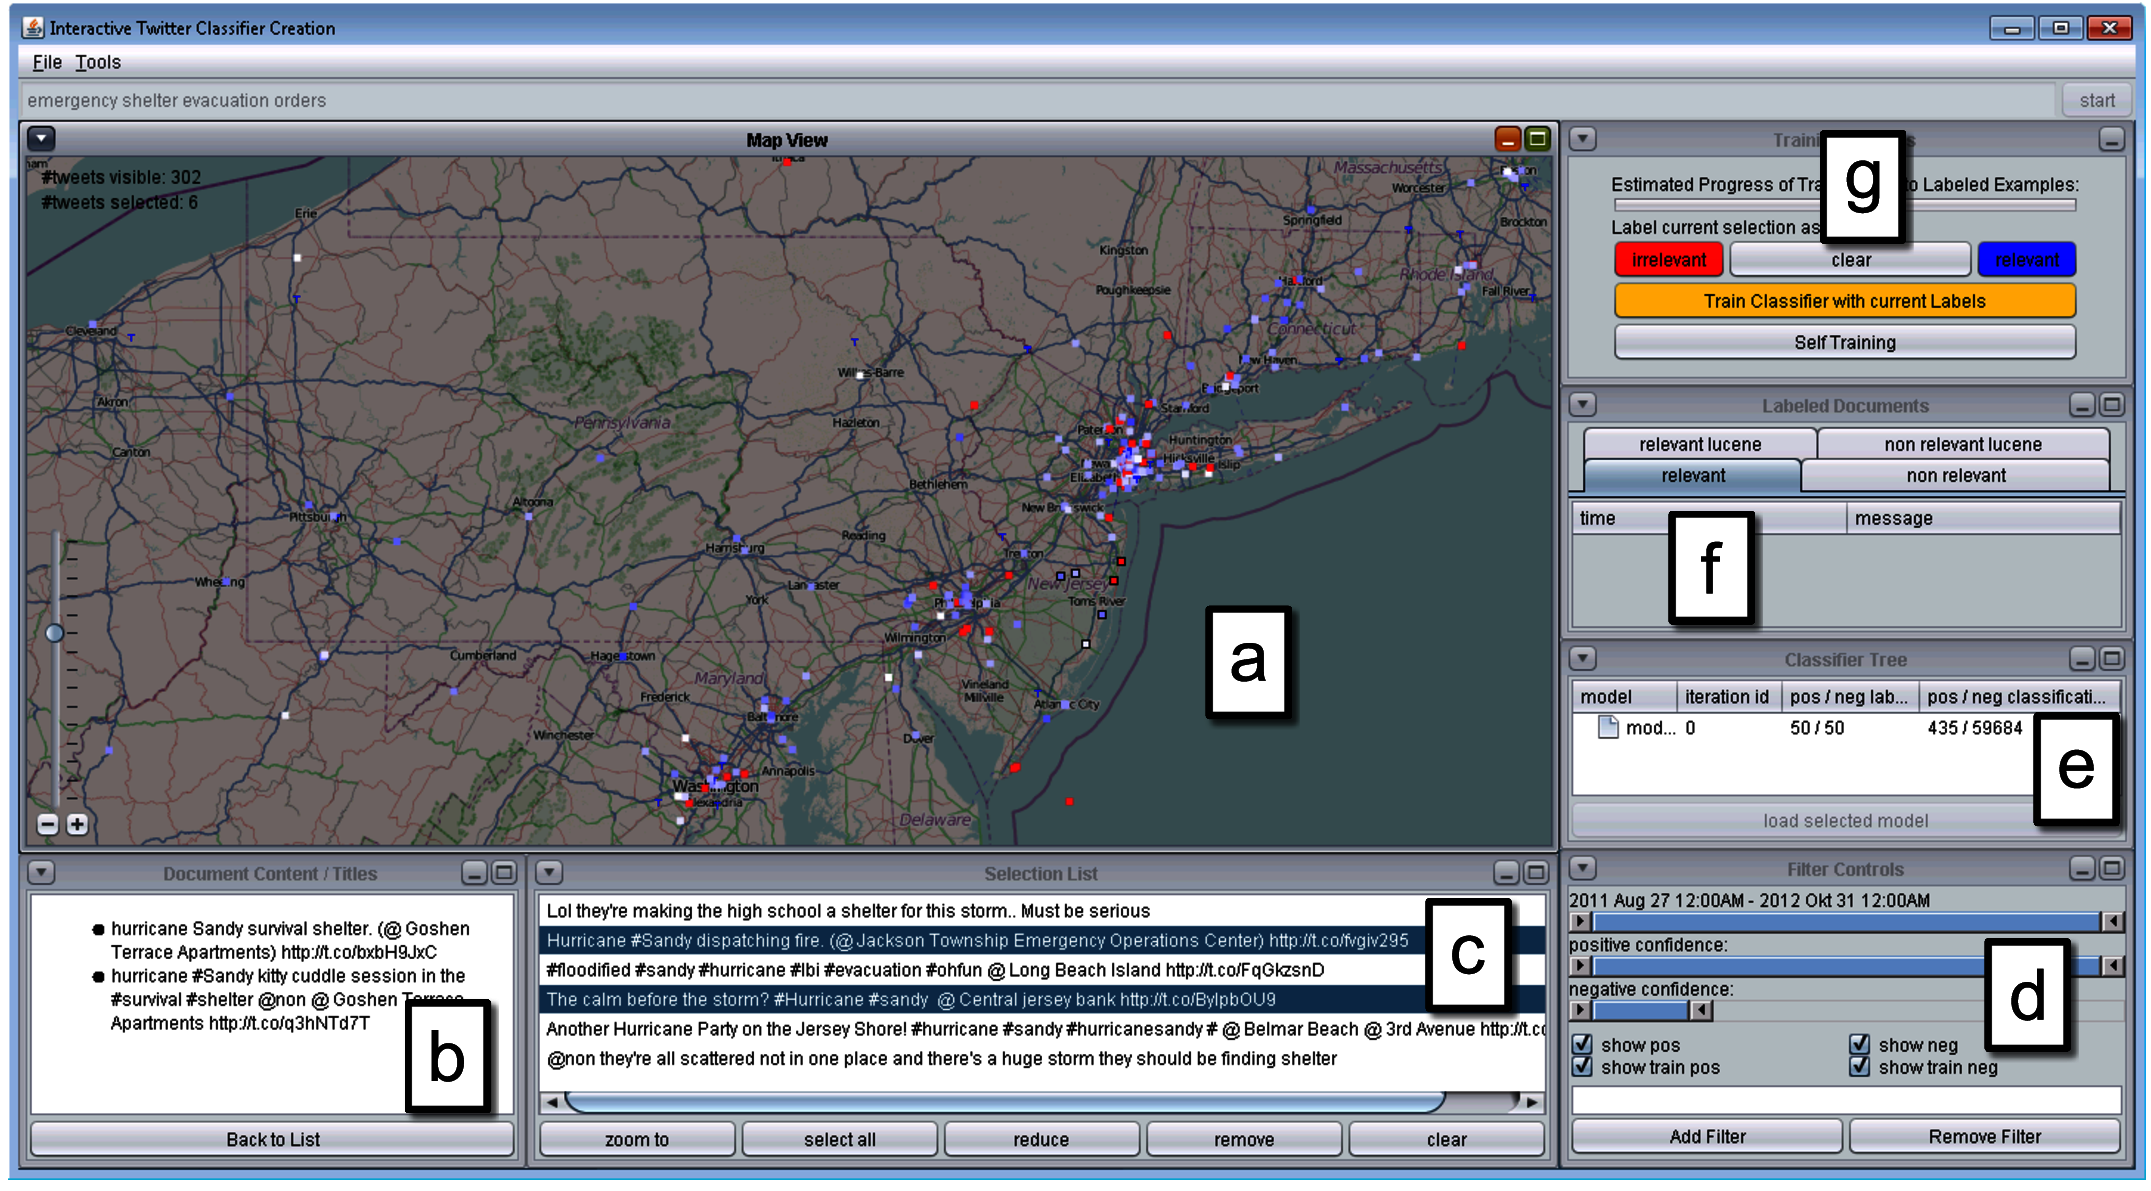 Interactive Twitter Classifier Creation
File Tools
emergency shelter evacuation orders
start
Map View
#tweets visible: 302
#tweets selected: 6
Erie
Cleveland
Akron
Canton
Pittsburgh
Wheeling
Altoona
Pennsylvania
Wilkes-Barre
Hazleton
Bethlehem
Reading
Harrisburg
Lancaster
York
Cumberland
Hagerstown
Frederick
Maryland
Winchester
Baltimore
Annapolis
Washington
Alexandria
Dover
Delaware
Wilmington
Philadelphia
Vineland
Millville
Atlantic City
Toms River
New Jersey
Trenton
New Brunswick
Elizabeth
Huntington
Hicksville
Islip
Stamford
Bridgeport
New Haven
Connecticut
Hartford
Poughkeepsie
Kingston
Springfield
Massachusetts
Worcester
Brockton
Rhode Island
Fall River
a
Training
g
Estimated Progress of
to Labeled Examples:
Label current selection as
irrelevant
clear
relevant
Train Classifier with current Labels
Self Training
Labeled Documents
relevant lucene
non relevant lucene
relevant
non relevant
time
message
f
Classifier Tree
model
iteration id
pos / neg lab...
pos / neg classificati...
mod... 0 50 / 50 435 / 59684
e
load selected model
Document Content / Titles
hurricane Sandy survival shelter. (@ Goshen
Terrace Apartments) http://t.co/bxbH9JxC
hurricane #Sandy kitty cuddle session in the
#survival #shelter @non @ Goshen Terrace
Apartments http://t.co/q3hNTd7T
b
Back to List
Selection List
Lol they're making the high school a shelter for this storm.. Must be serious
Hurricane #Sandy dispatching fire. (@ Jackson Township Emergency Operations Center) http://t.co/fvgiv295
#floodified #sandy #hurricane #lbi #evacuation #ohfun @ Long Beach Island http://t.co/FqGkzsnD
The calm before the storm? #Hurricane #sandy @ Central jersey bank http://t.co/BylpbOU9
Another Hurricane Party on the Jersey Shore! #hurricane #sandy #hurricanesandy # @ Belmar Beach @ 3rd Avenue http://t.c
@non they're all scattered not in one place and there's a huge storm they should be finding shelter
c
zoom to
select all
reduce
remove
clear
Filter Controls
2011 Aug 27 12:00AM - 2012 Okt 31 12:00AM
positive confidence:
negative confidence:
d
show pos
show neg
show train pos
show train neg
Add Filter
Remove Filter